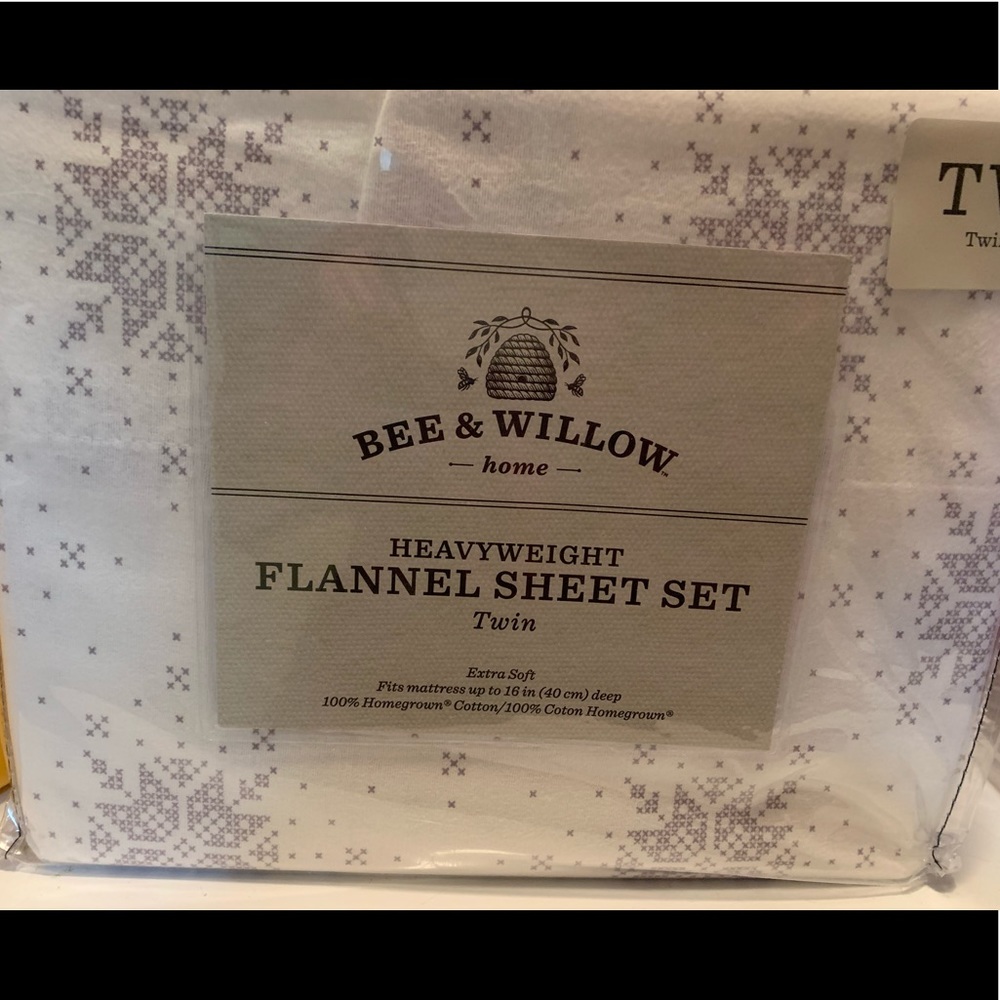 BEE & WILLOW™
home
HEAVYWEIGHT
FLANNEL SHEET SET
Twin
Extra Soft
Fits mattress up to 16 in (40 cm) deep
100% Homegrown® Cotton/100% Coton Homegrown®